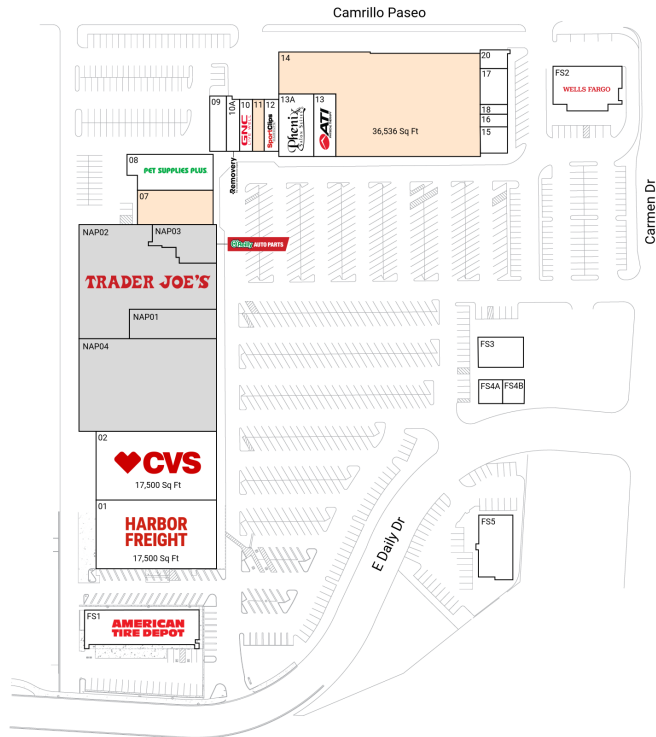 Camrillo Paseo
14
20
17
18
16
15
13A
Phenix
Salon Suites
13
ATI
36,536 Sq Ft
FS2
WELLS FARGO
09
10A
10
GNC
11
12
SportClips
Removery
08
PET SUPPLIES PLUS
07
Carmen Dr
NAP02
NAP03
O'Reilly AUTO PARTS
TRADER JOE'S
NAP01
NAP04
FS3
FS4A
FS4B
02
CVS
17,500 Sq Ft
01
HARBOR
FREIGHT
17,500 Sq Ft
E Daily Dr
FS5
FS1
AMERICAN
TIRE DEPOT